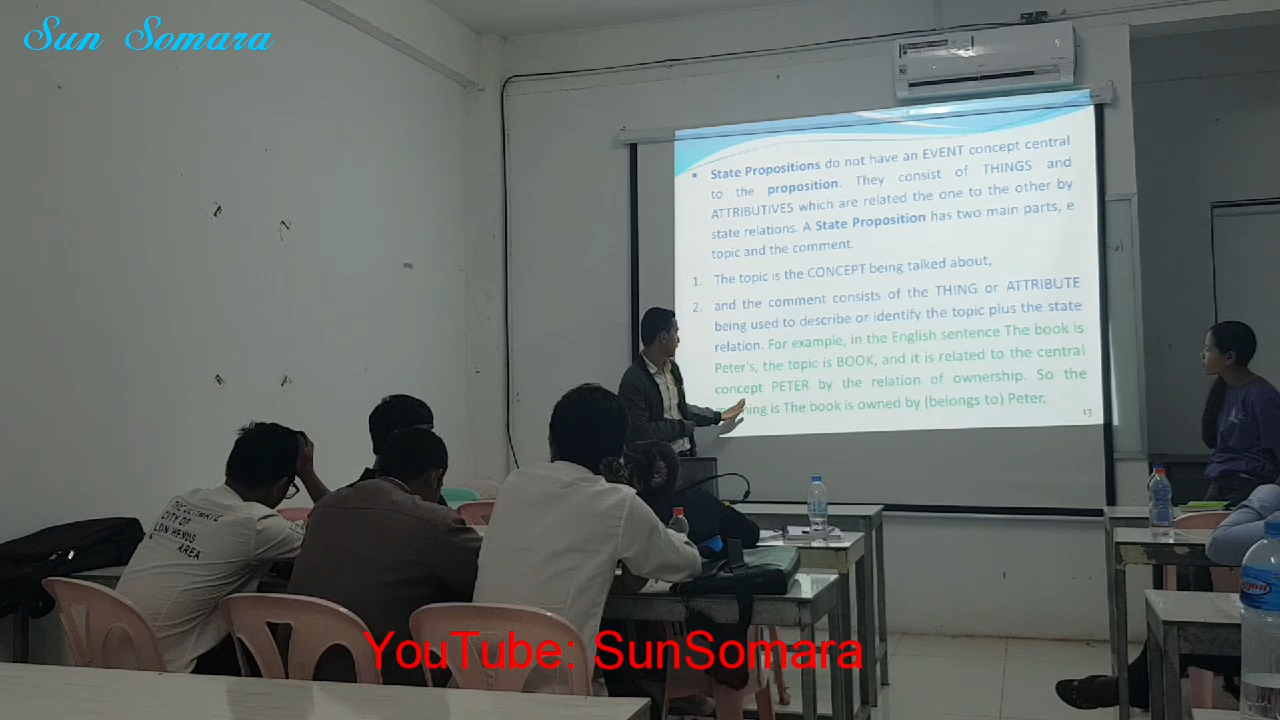 Sun Somara
State Propositions do not have an EVENT concept central
to the proposition. They consist of THINGS and
ATTRIBUTIVES which are related the one to the other by
state relations. A State Proposition has two main parts, e
topic and the comment.
1. The topic is the CONCEPT being talked about,
2. and the comment consists of the THING or ATTRIBUTE
being used to describe or identify the topic plus the state
relation. For example, in the English sentence The book is
Peter's, the topic is BOOK, and it is related to the central
concept PETER by the relation of ownership. So the
is The book is owned by (belongs to) Peter.
13
CITY OF
AREA
YouTube: SunSomara